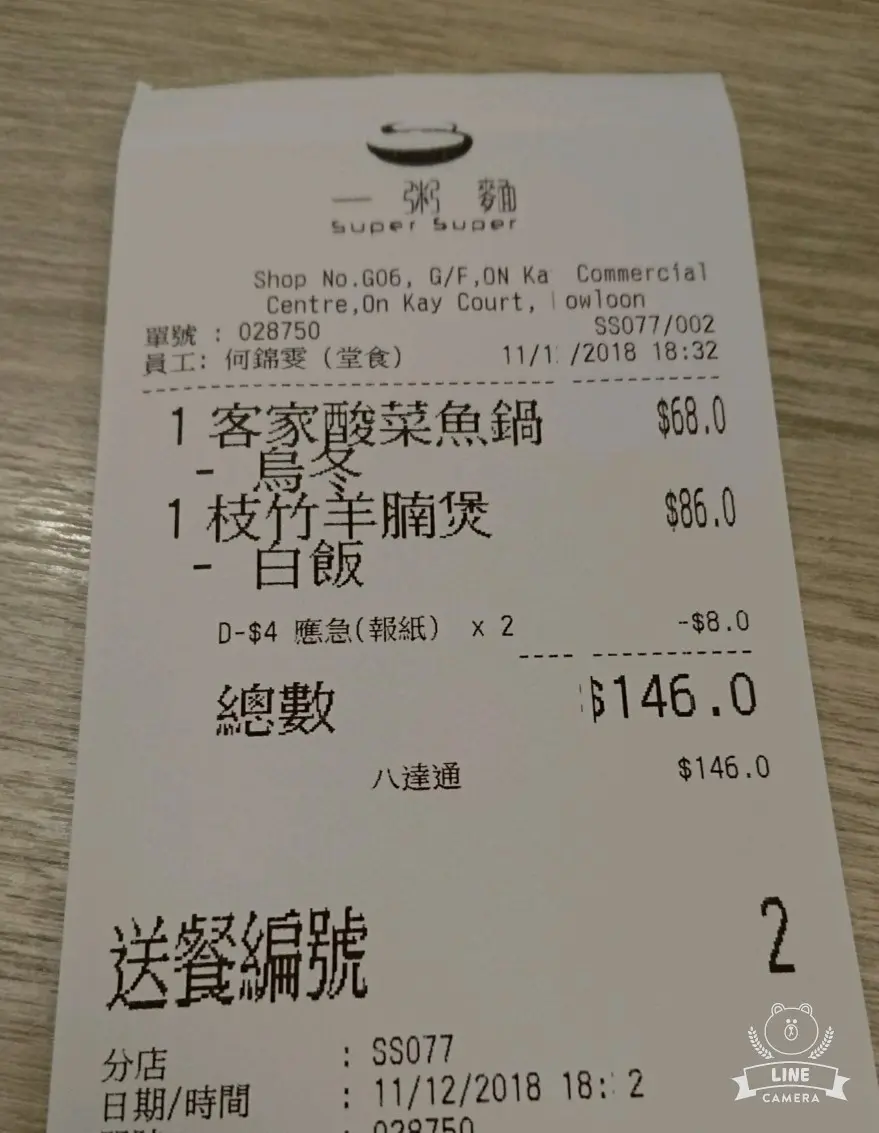 一粥麵
Super Super
Shop No.G06, G/F,ON Ka Commercial
Centre,On Kay Court, owloon
單號 : 028750 SS077/002
員工: 何錦雯 (堂食) 11/1 /2018 18:32
1 客家酸菜魚鍋 $68.0
- 烏冬
1 枝竹羊腩煲 $86.0
- 白飯
D-$4 應急(報紙) x 2 -$8.0
總數 $146.0
八達通 $146.0
送餐編號 2
分店 : SS077
日期/時間 : 11/12/2018 18: 2
: 028750
LINE
CAMERA